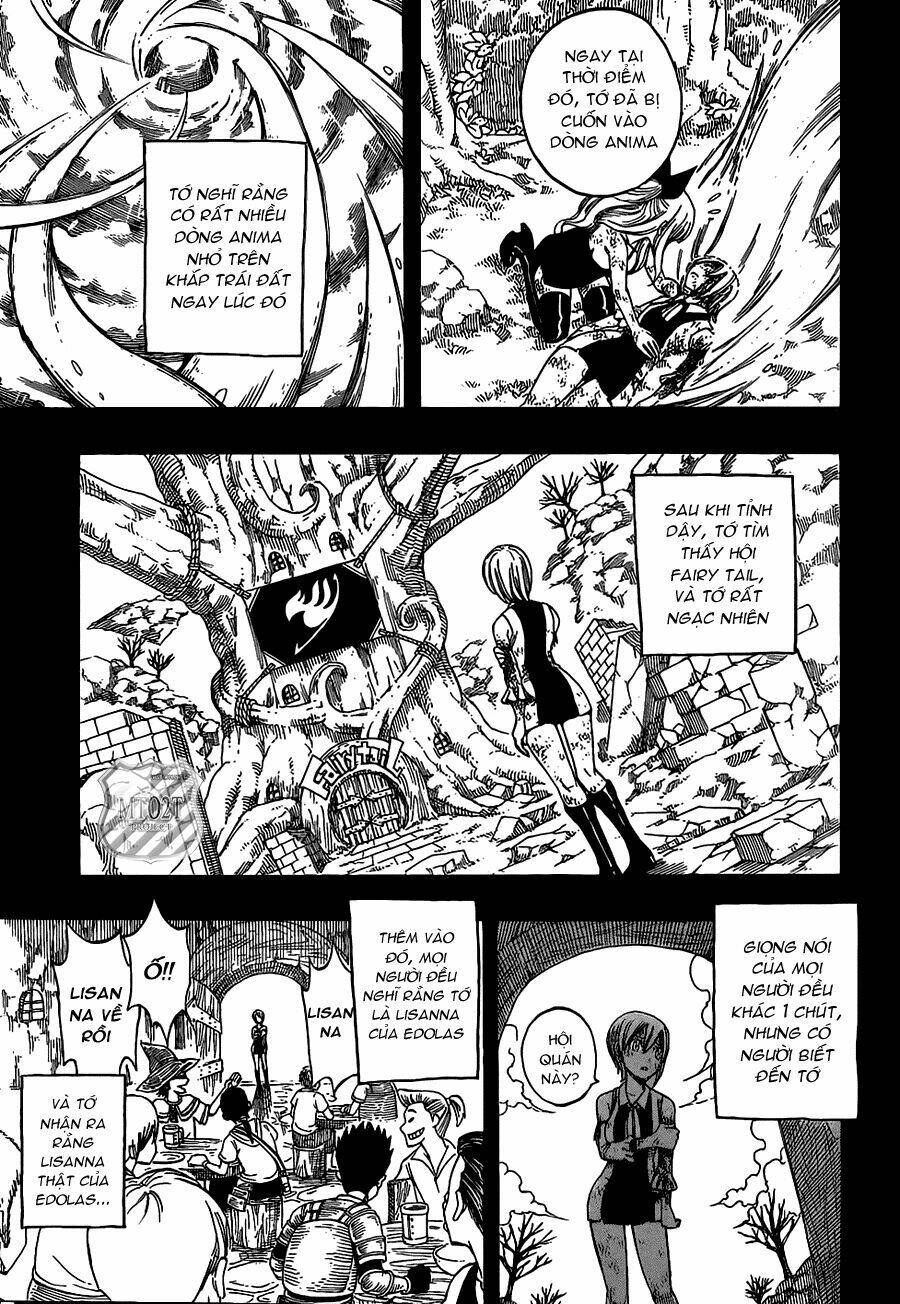 NGAY TẠI
THỜI ĐIỂM
ĐÓ, TỚ ĐÃ BỊ
CUỐN VÀO
DÒNG ANIMA
TỚ NGHĨ RẰNG
CÓ RẤT NHIỀU
DÒNG ANIMA
NHỎ TRÊN
KHẮP TRÁI ĐẤT
NGAY LÚC ĐÓ
SAU KHI TỈNH
DẬY, TỚ TÌM
THẤY HỘI
FAIRY TAIL,
VÀ TỚ RẤT
NGẠC NHIÊN
MT02T
PROJECT
GIỌNG NÓI
CỦA MỌI
NGƯỜI ĐỀU
KHÁC 1 CHÚT,
NHƯNG CÓ
NGƯỜI BIẾT
ĐẾN TỚ
HỘI
QUÁN
NÀY?
THÊM VÀO
ĐÓ, MỌI
NGƯỜI ĐỀU
NGHĨ RẰNG TỚ
LÀ LISANNA
CỦA EDOLAS
LISAN
NA
Ố!!
LISAN
NA VỀ
RỒI
VÀ TỚ
NHẬN RA
RẰNG
LISANNA
THẬT CỦA
EDOLAS...